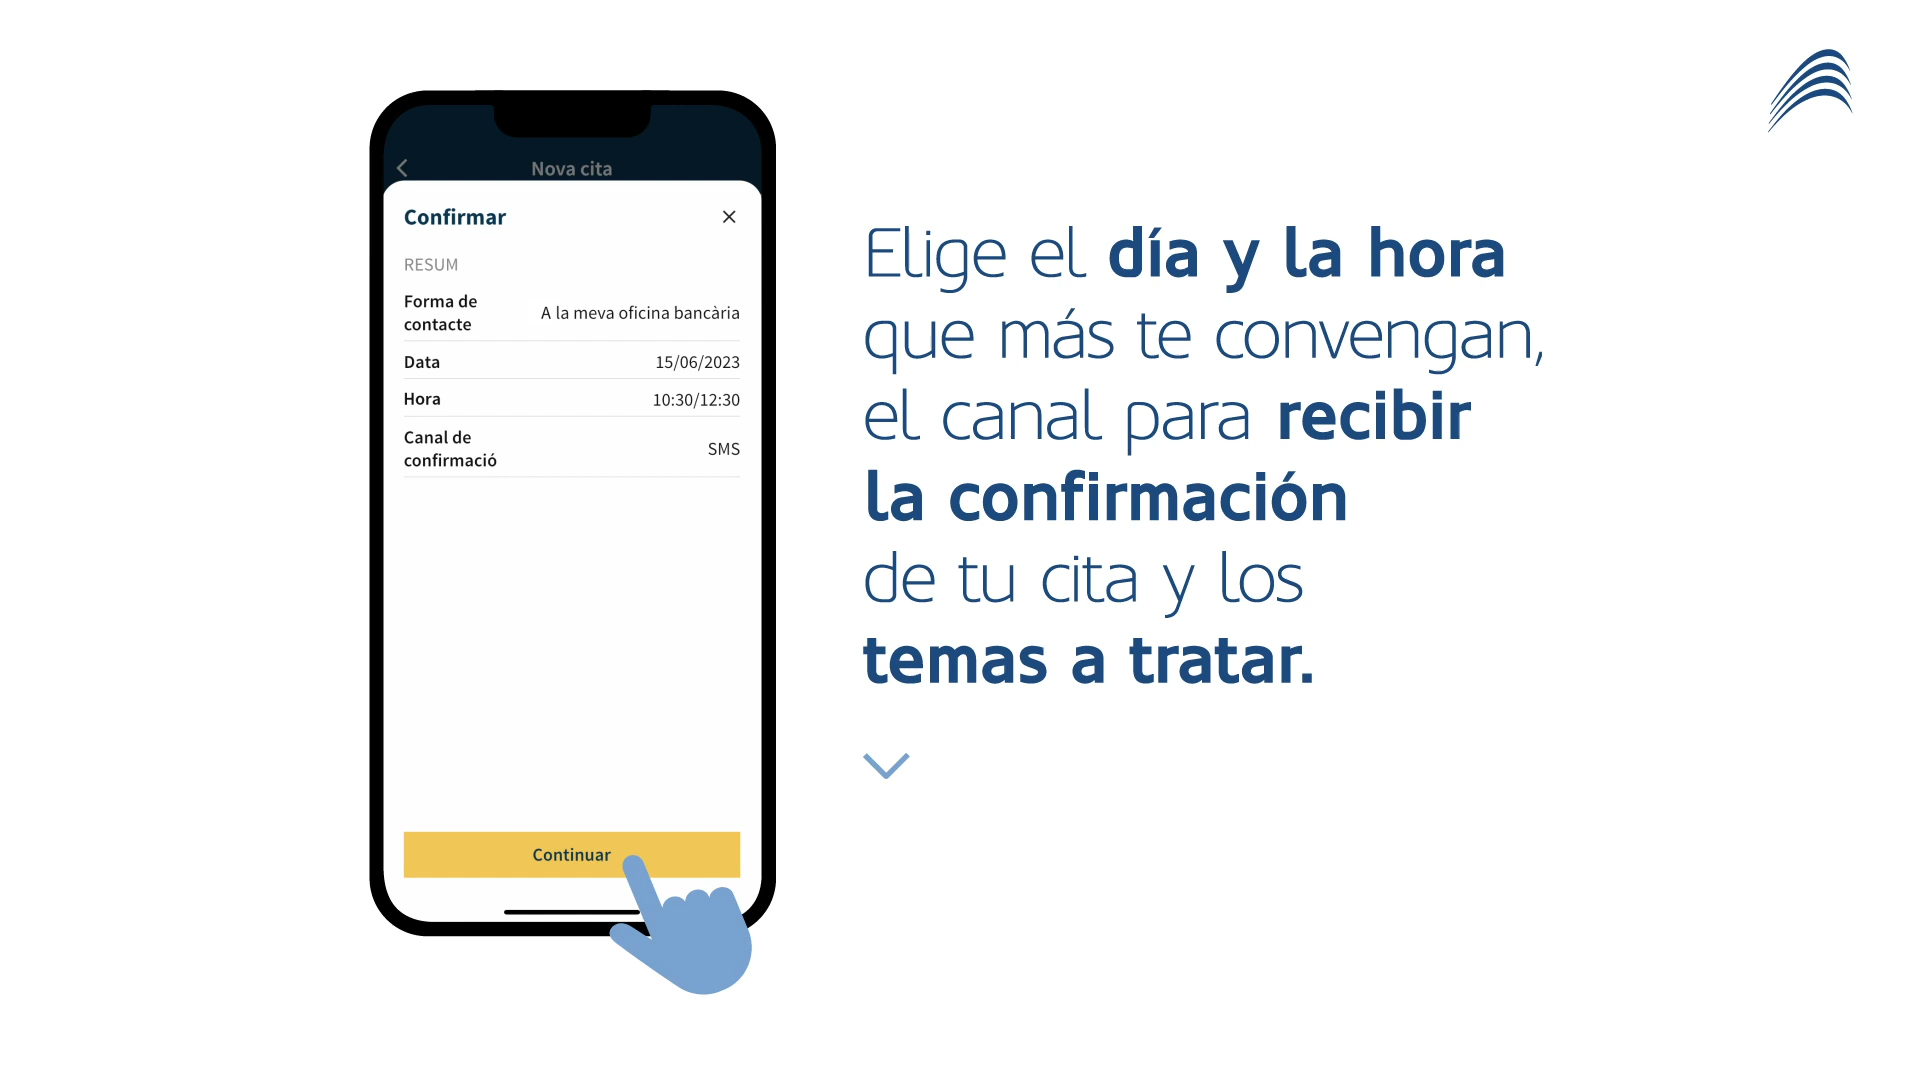 Nova cita
Confirmar
RESUM
Forma de
contacte
A la meva oficina bancària
Data
15/06/2023
Hora
10:30/12:30
Canal de
confirmació
SMS
Continuar
Elige el día y la hora
que más te convengan,
el canal para recibir
la confirmación
de tu cita y los
temas a tratar.